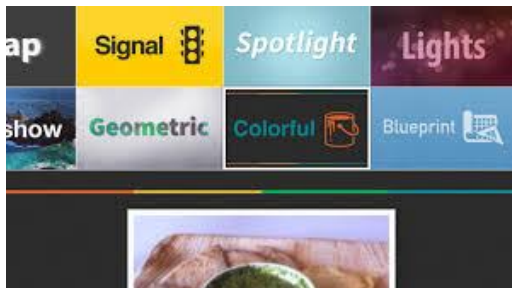 ap
Signal
Spotlight
Lights
show
Geometric
Colorful
Blueprint